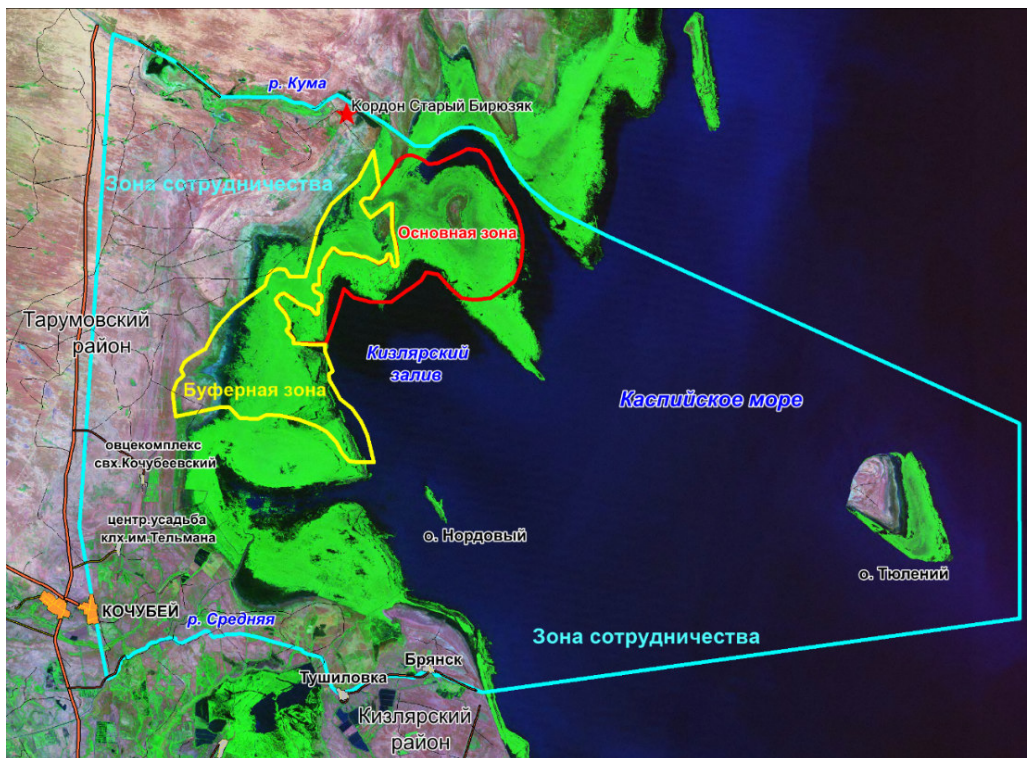 р. Кума
Кордон Старый Бирюзяк
Зона сотрудничества
Основная зона
Тарумовский
район
Кизлярский
залив
Буферная зона
Каспийское море
овцекомплекс
свх.Кочубеевский
центр.усадьба
клх.им.Тельмана
о. Нордовый
о. Тюлений
КОЧУБЕЙ
р. Средняя
Зона сотрудничества
Брянск
Тушиловка
Кизлярский
район